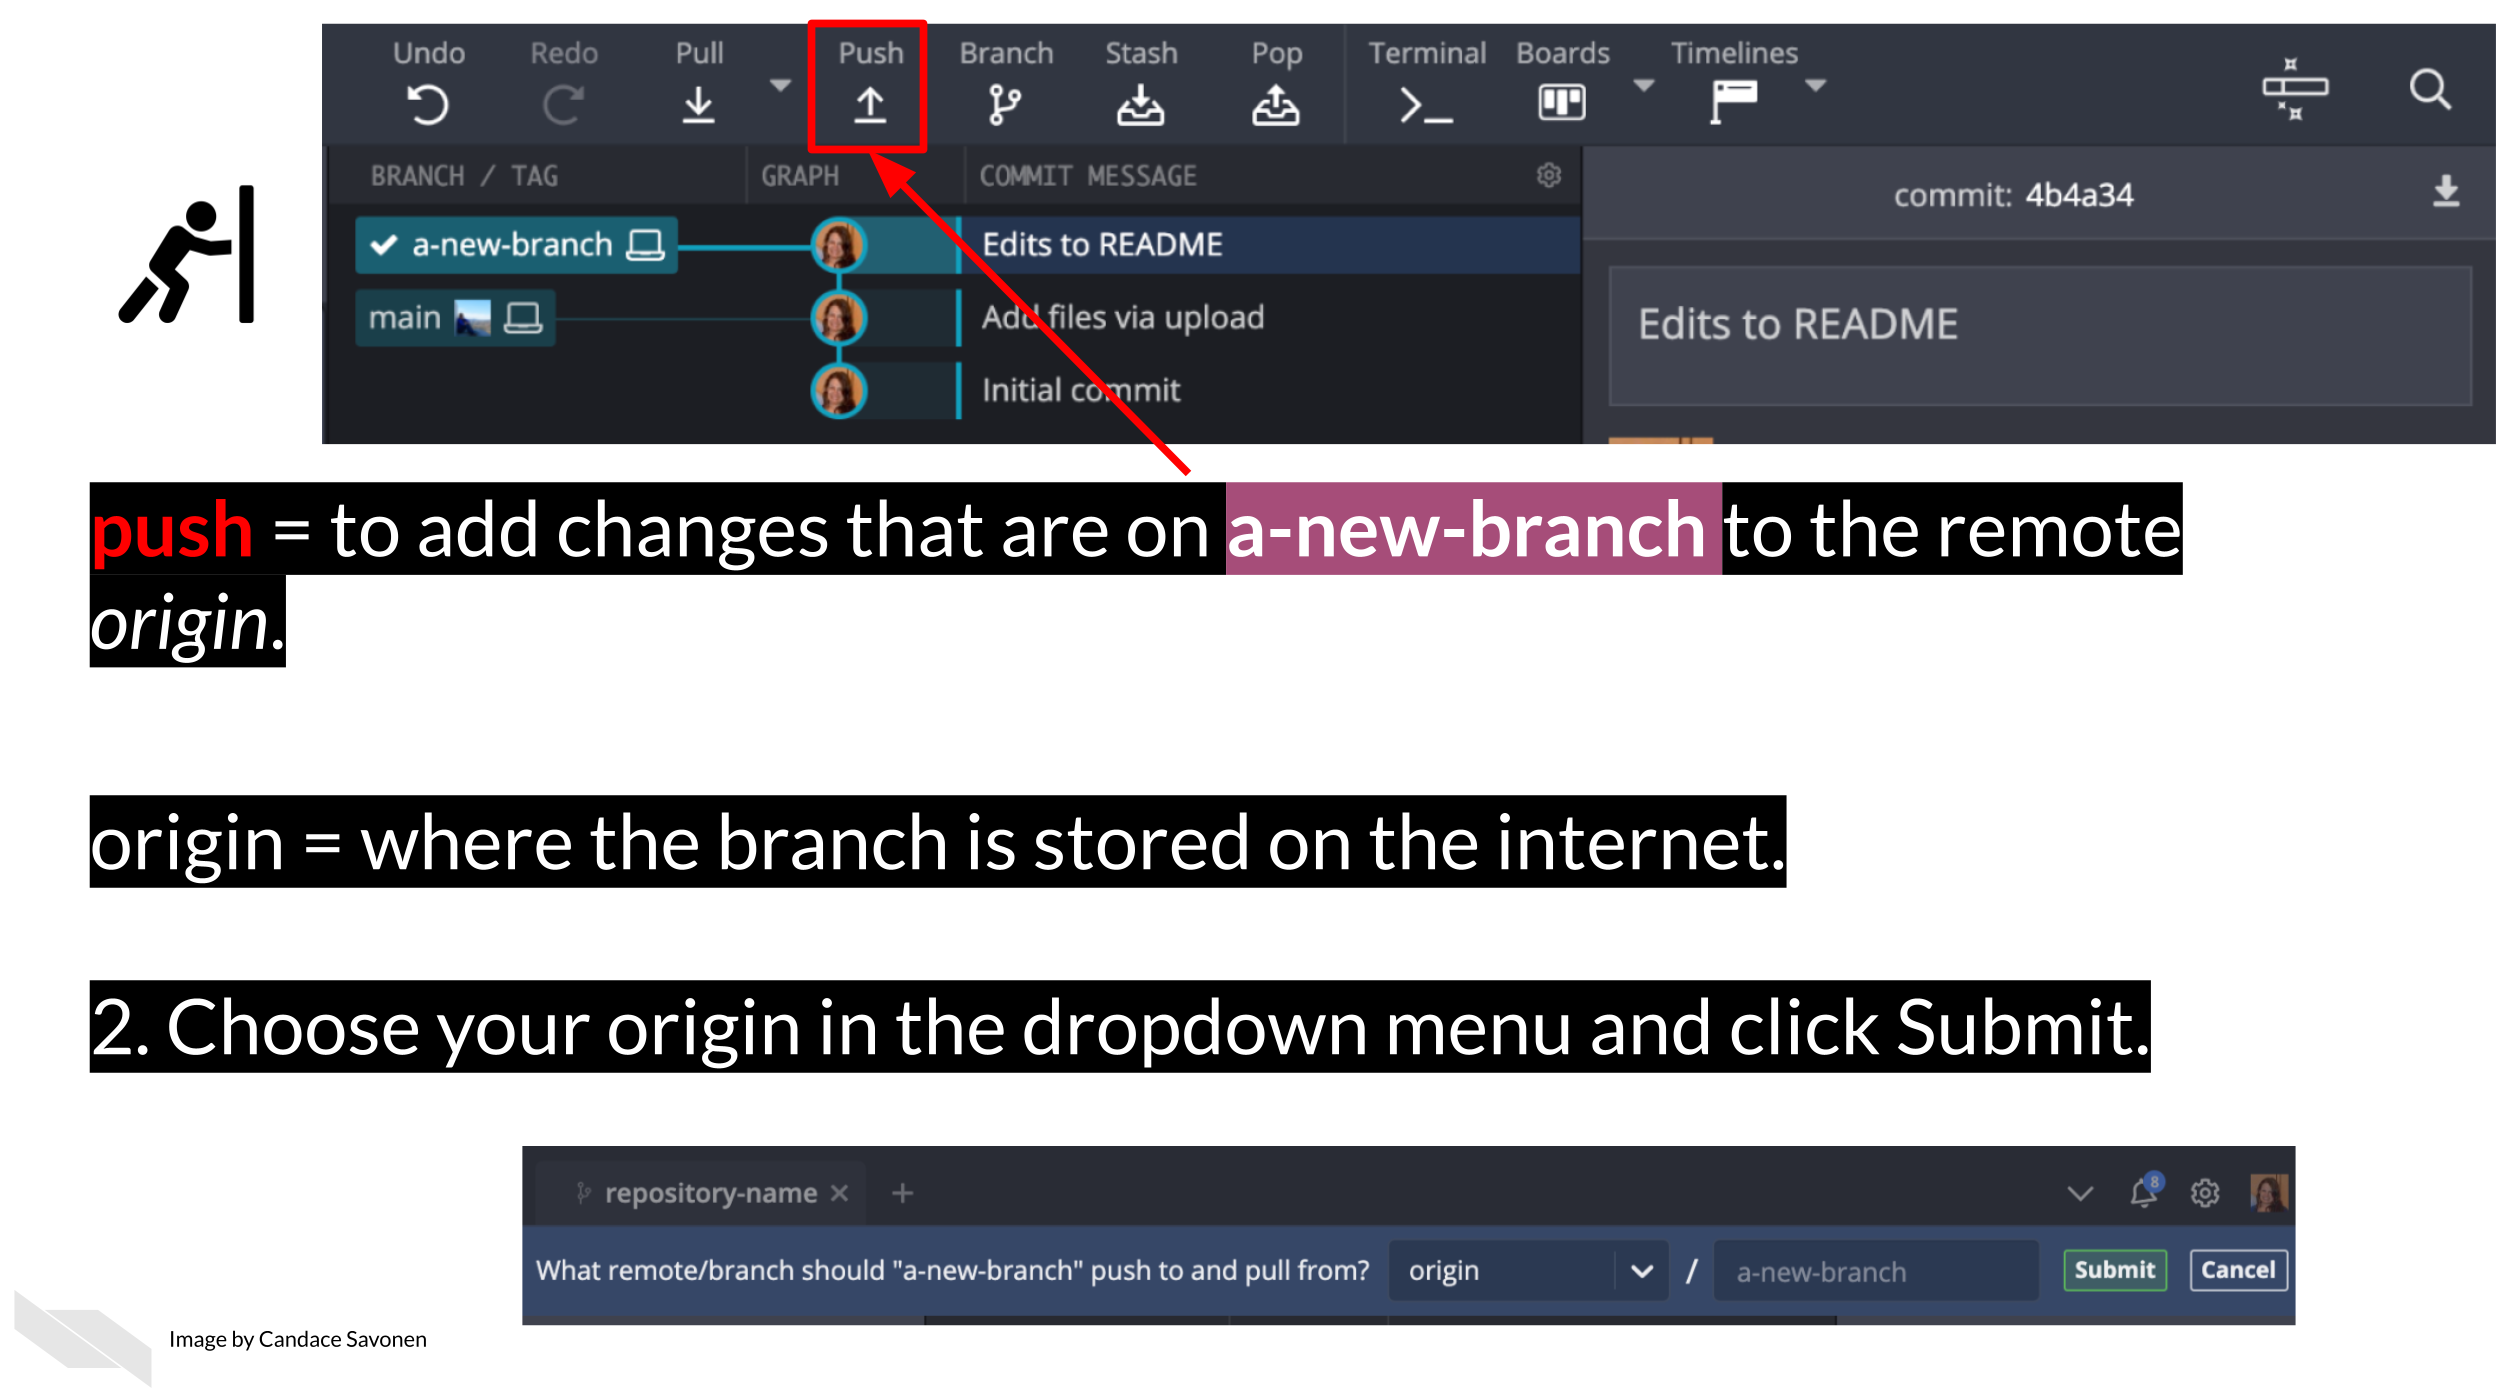 Undo Redo Pull Push Branch Stash Pop Terminal Boards Timelines
BRANCH / TAG GRAPH COMMIT MESSAGE
commit: 4b4a34
a-new-branch Edits to README
main Add files via upload
Edits to README
Initial commit
push = to add changes that are on a-new-branch to the remote
origin.
origin = where the branch is stored on the internet.
2. Choose your origin in the dropdown menu and click Submit.
repository-name 8
What remote/branch should "a-new-branch" push to and pull from? origin / a-new-branch Submit Cancel
Image by Candace Savonen